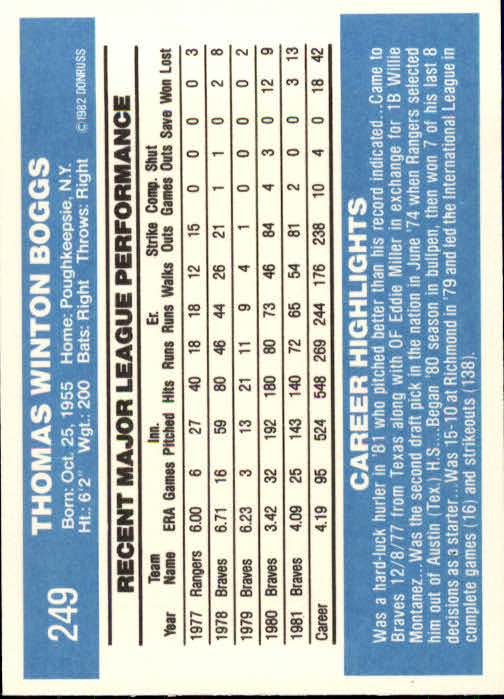 249
THOMAS WINTON BOGGS
Born: Oct. 25, 1955 Home: Poughkeepsie, N.Y.
Ht.: 6'2" Wgt.: 200 Bats: Right Throws: Right
©1982 DONRUSS
RECENT MAJOR LEAGUE PERFORMANCE
Team Inn. Er. Strike Comp. Shut
Year Name ERA Games Pitched Hits Runs Runs Walks Outs Games Outs Save Won Lost
1977 Rangers 6.00 6 27 40 18 18 12 15 0 0 0 0 3
1978 Braves 6.71 16 59 80 46 44 26 21 1 1 0 2 8
1979 Braves 6.23 3 13 21 11 9 4 1 0 0 0 0 2
1980 Braves 3.42 32 192 180 80 73 46 84 4 3 0 12 9
1981 Braves 4.09 25 143 140 72 65 54 81 2 0 0 3 13
Career 4.19 95 524 548 269 244 176 238 10 4 0 18 42
CAREER HIGHLIGHTS
Was a hard-luck hurler in '81 who pitched better than his record indicated...Came to
Braves 12/8/77 from Texas along with OF Eddie Miller in exchange for 1B Willie
Montanez...Was the second draft pick in the nation in June '74 when Rangers selected
him out of Austin (Tex.) H.S....Began '80 season in bullpen, then won 7 of his last 8
decisions as a starter...Was 15-10 at Richmond in '79 and led the International League in
complete games (16) and strikeouts (138).